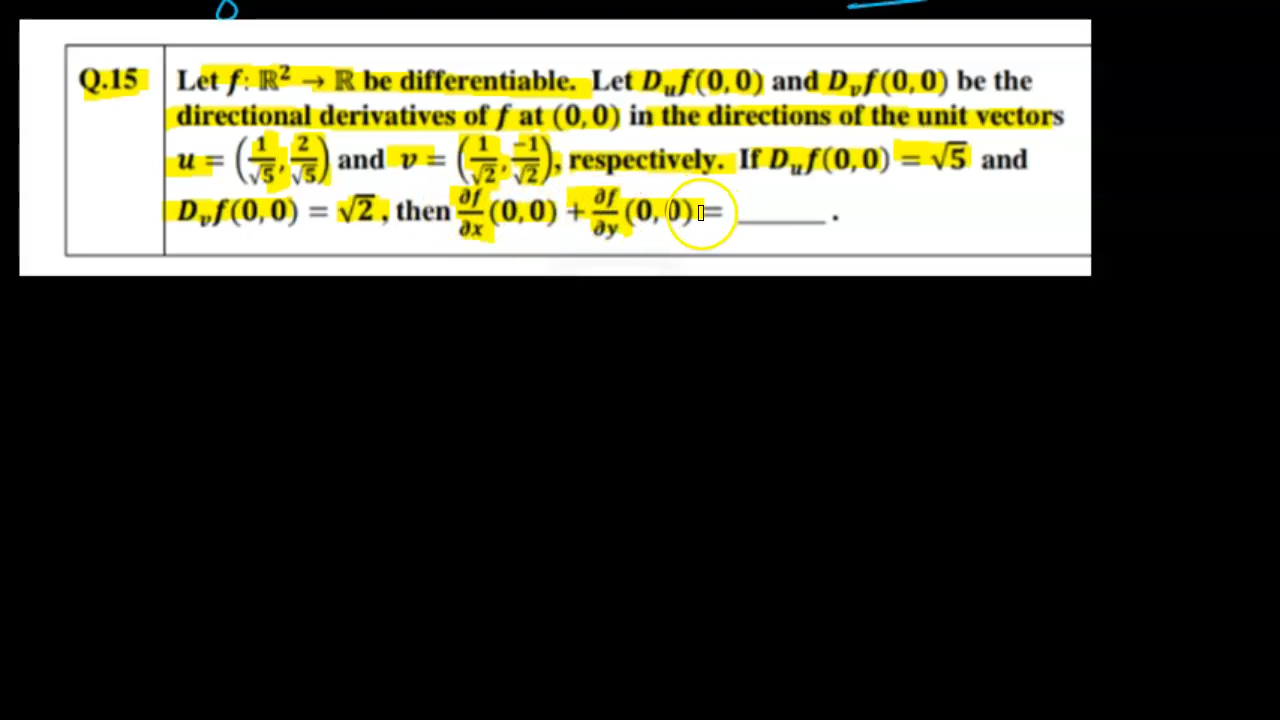 Q.15 Let f: ℝ² → ℝ be differentiable. Let D_u f(0,0) and D_v f(0,0) be the
directional derivatives of f at (0,0) in the directions of the unit vectors
u = (1/√5, 2/√5) and v = (1/√2, −1/√2), respectively. If D_u f(0,0) = √5 and
D_v f(0,0) = √2, then ∂f/∂x (0,0) + ∂f/∂y (0,0) = ______.